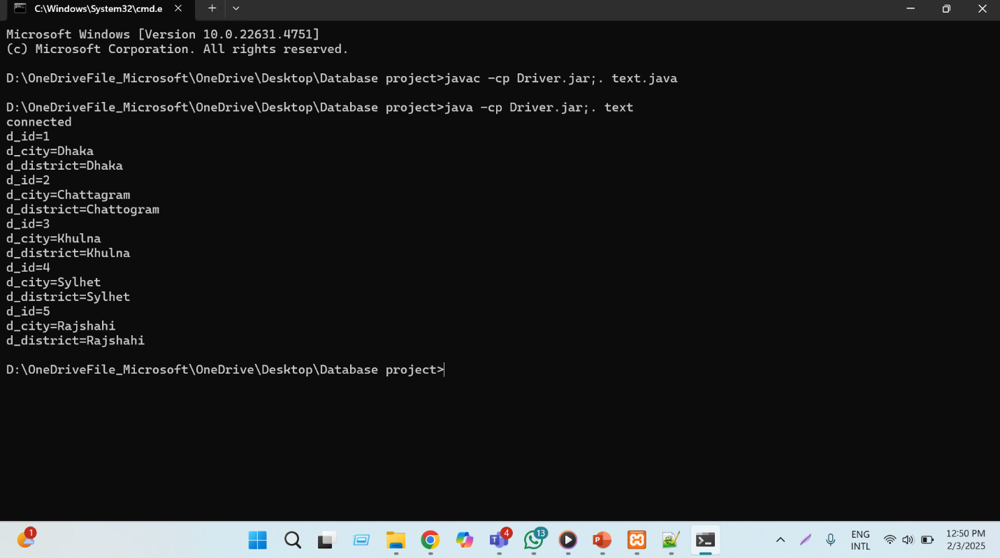 C:\Windows\System32\cmd.e
Microsoft Windows [Version 10.0.22631.4751]
(c) Microsoft Corporation. All rights reserved.
D:\OneDriveFile_Microsoft\OneDrive\Desktop\Database project>javac -cp Driver.jar;. text.java
D:\OneDriveFile_Microsoft\OneDrive\Desktop\Database project>java -cp Driver.jar;. text
connected
d_id=1
d_city=Dhaka
d_district=Dhaka
d_id=2
d_city=Chattagram
d_district=Chattogram
d_id=3
d_city=Khulna
d_district=Khulna
d_id=4
d_city=Sylhet
d_district=Sylhet
d_id=5
d_city=Rajshahi
d_district=Rajshahi
D:\OneDriveFile_Microsoft\OneDrive\Desktop\Database project>
1
4
13
ENG
INTL
12:50 PM
2/3/2025